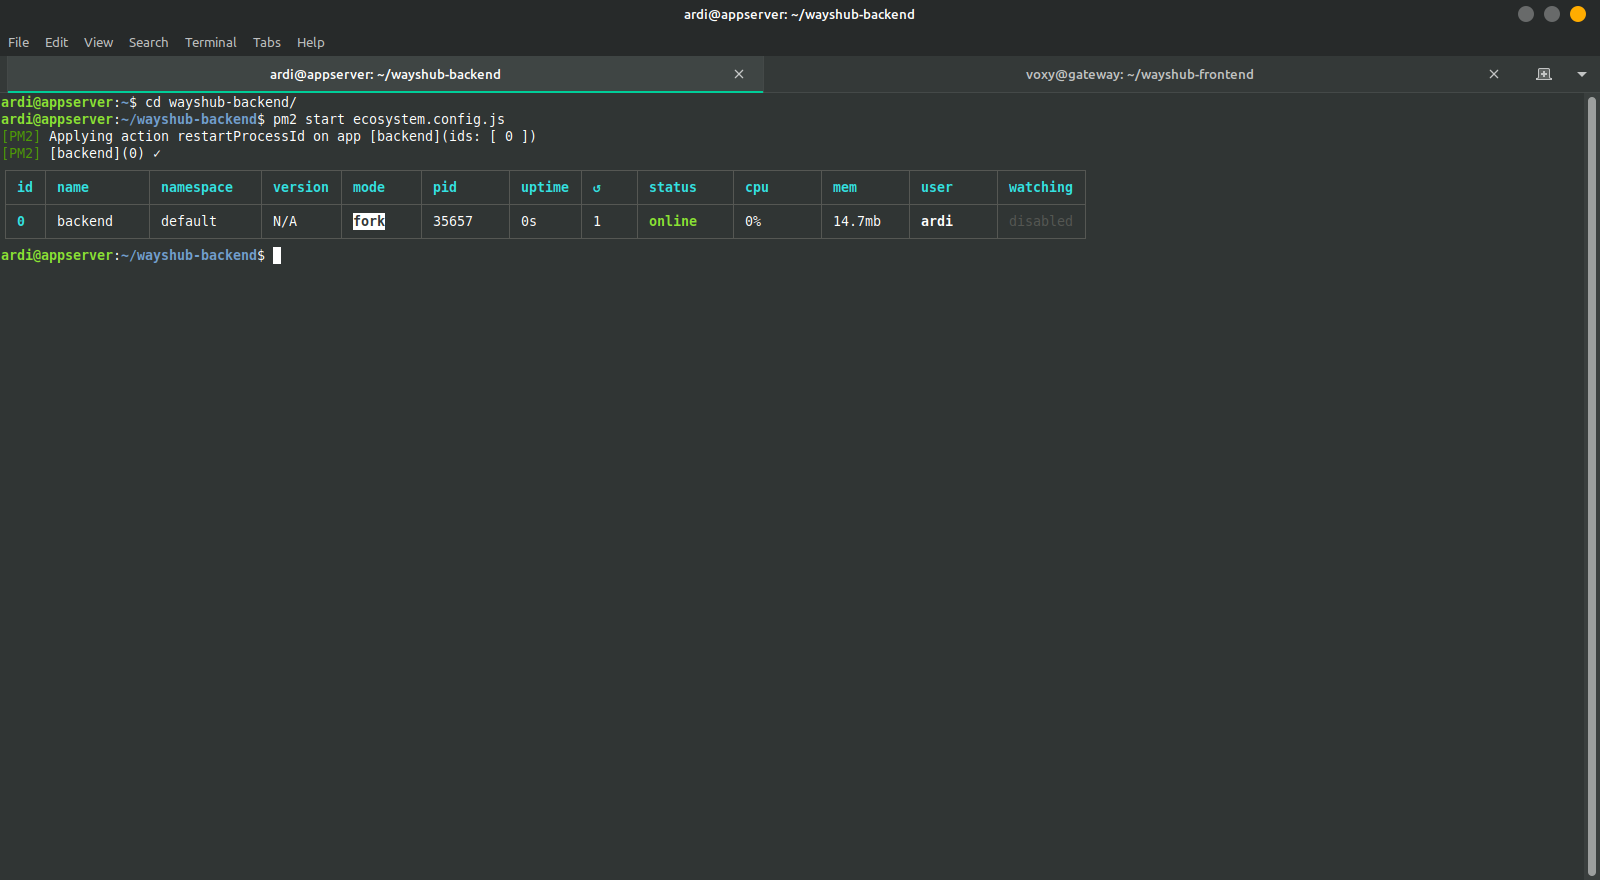 ardi@appserver: ~/wayshub-backend
File Edit View Search Terminal Tabs Help
ardi@appserver: ~/wayshub-backend × voxy@gateway: ~/wayshub-frontend ×
ardi@appserver:~$ cd wayshub-backend/
ardi@appserver:~/wayshub-backend$ pm2 start ecosystem.config.js
[PM2] Applying action restartProcessId on app [backend](ids: [ 0 ])
[PM2] [backend](0) ✓
id name namespace version mode pid uptime ↺ status cpu mem user watching
0 backend default N/A fork 35657 0s 1 online 0% 14.7mb ardi disabled
ardi@appserver:~/wayshub-backend$